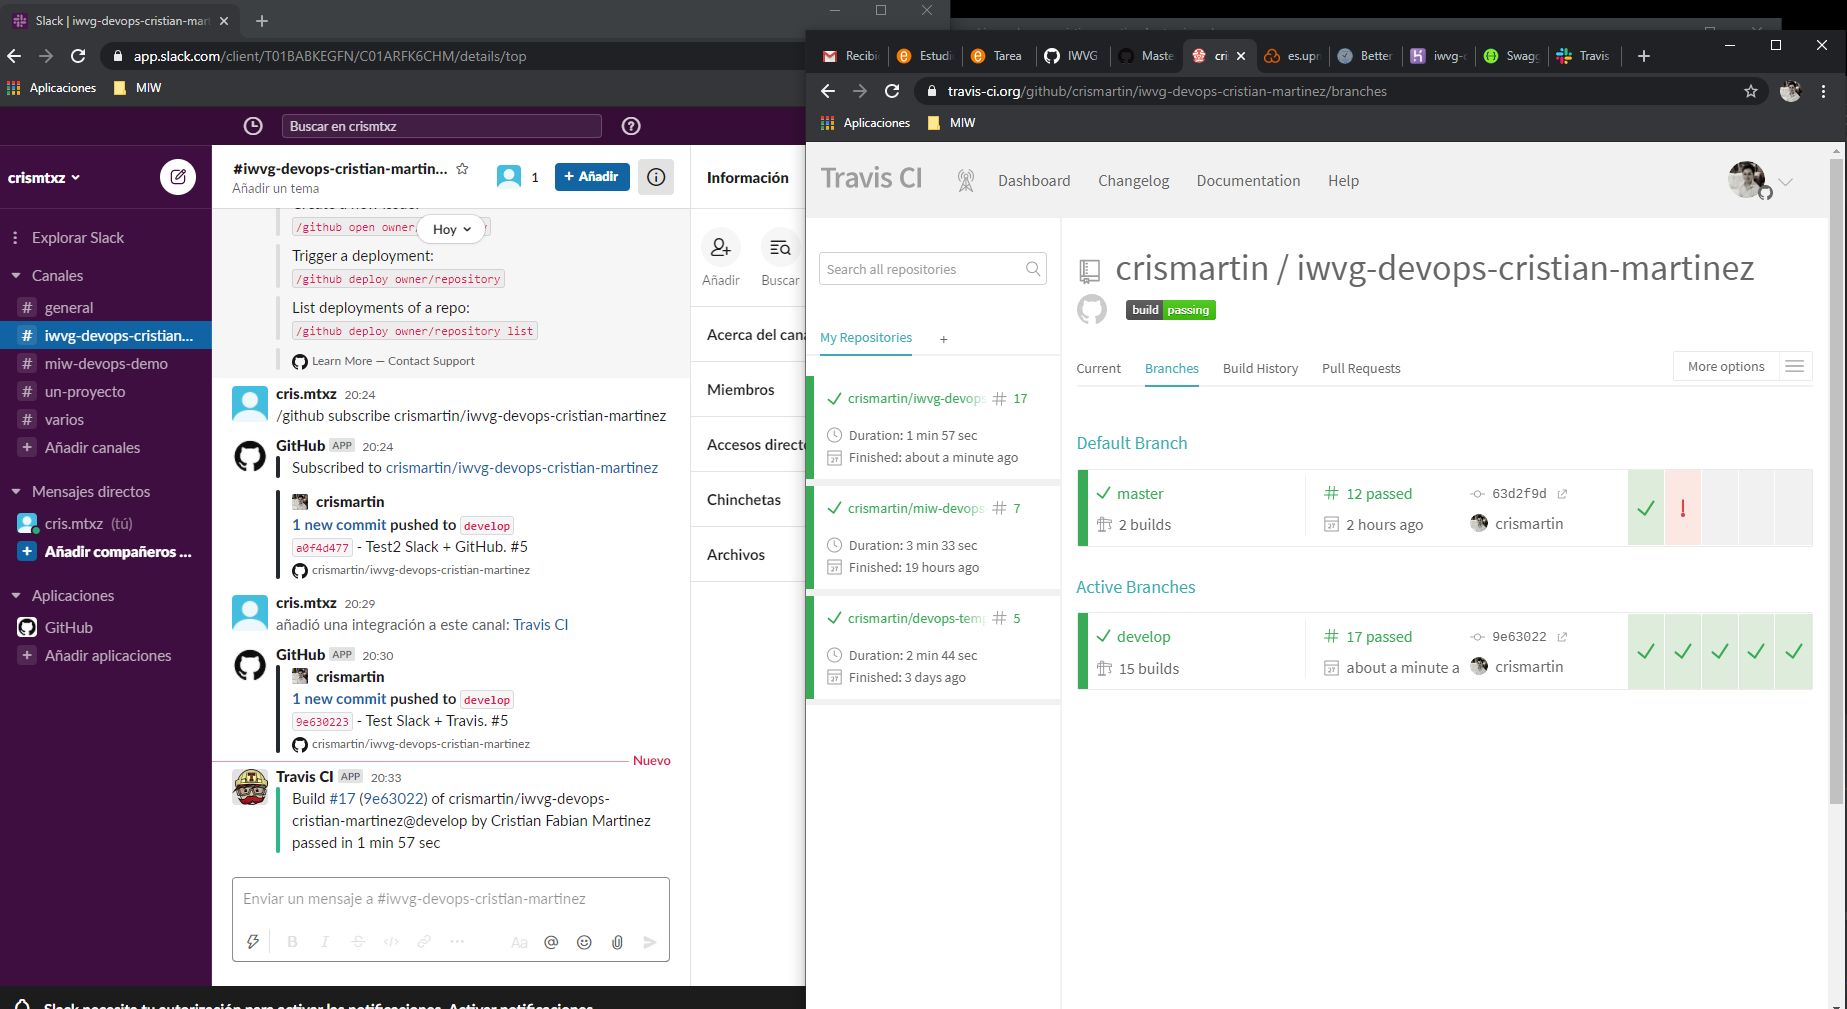 Slack | iwvg-devops-cristian-mart
app.slack.com/client/T01BABKEGFN/C01ARFK6CHM/details/top
Aplicaciones
MIW
Buscar en crismtxz
crismtxz
Explorar Slack
Canales
# general
# iwvg-devops-cristian...
# miw-devops-demo
# un-proyecto
# varios
+ Añadir canales
Mensajes directos
cris.mtxz (tú)
+ Añadir compañeros ...
Aplicaciones
GitHub
+ Añadir aplicaciones
#iwvg-devops-cristian-martin...
Añadir un tema
1
+ Añadir
/github open owner/
Hoy
Trigger a deployment:
/github deploy owner/repository
List deployments of a repo:
/github deploy owner/repository list
Learn More — Contact Support
cris.mtxz 20:24
/github subscribe crismartin/iwvg-devops-cristian-martinez
GitHub APP 20:24
Subscribed to crismartin/iwvg-devops-cristian-martinez
crismartin
1 new commit pushed to develop
a0f4d477 - Test2 Slack + GitHub. #5
crismartin/iwvg-devops-cristian-martinez
cris.mtxz 20:29
añadió una integración a este canal: Travis CI
GitHub APP 20:30
crismartin
1 new commit pushed to develop
9e630223 - Test Slack + Travis. #5
crismartin/iwvg-devops-cristian-martinez
Nuevo
Travis CI APP 20:33
Build #17 (9e63022) of crismartin/iwvg-devops-
cristian-martinez@develop by Cristian Fabian Martinez
passed in 1 min 57 sec
Enviar un mensaje a #iwvg-devops-cristian-martinez
B I S </> ... Aa @
Información
Añadir
Buscar
Acerca del cana
Miembros
Accesos directo
Chinchetas
Archivos
Slack necesita tu autorización para activar las notificaciones. Activar notificaciones
Recibi
Estudi
Tarea
IWVG
Maste
cri
es.upr
Better
iwvg-c
Swagg
Travis
travis-ci.org/github/crismartin/iwvg-devops-cristian-martinez/branches
Aplicaciones
MIW
Travis CI
Dashboard
Changelog
Documentation
Help
Search all repositories
My Repositories +
crismartin/iwvg-devops # 17
Duration: 1 min 57 sec
Finished: about a minute ago
crismartin/miw-devops # 7
Duration: 3 min 33 sec
Finished: 19 hours ago
crismartin/devops-temp # 5
Duration: 2 min 44 sec
Finished: 3 days ago
crismartin / iwvg-devops-cristian-martinez
build passing
Current
Branches
Build History
Pull Requests
More options
Default Branch
master
2 builds
# 12 passed
2 hours ago
63d2f9d
crismartin
!
Active Branches
develop
15 builds
# 17 passed
about a minute a
9e63022
crismartin